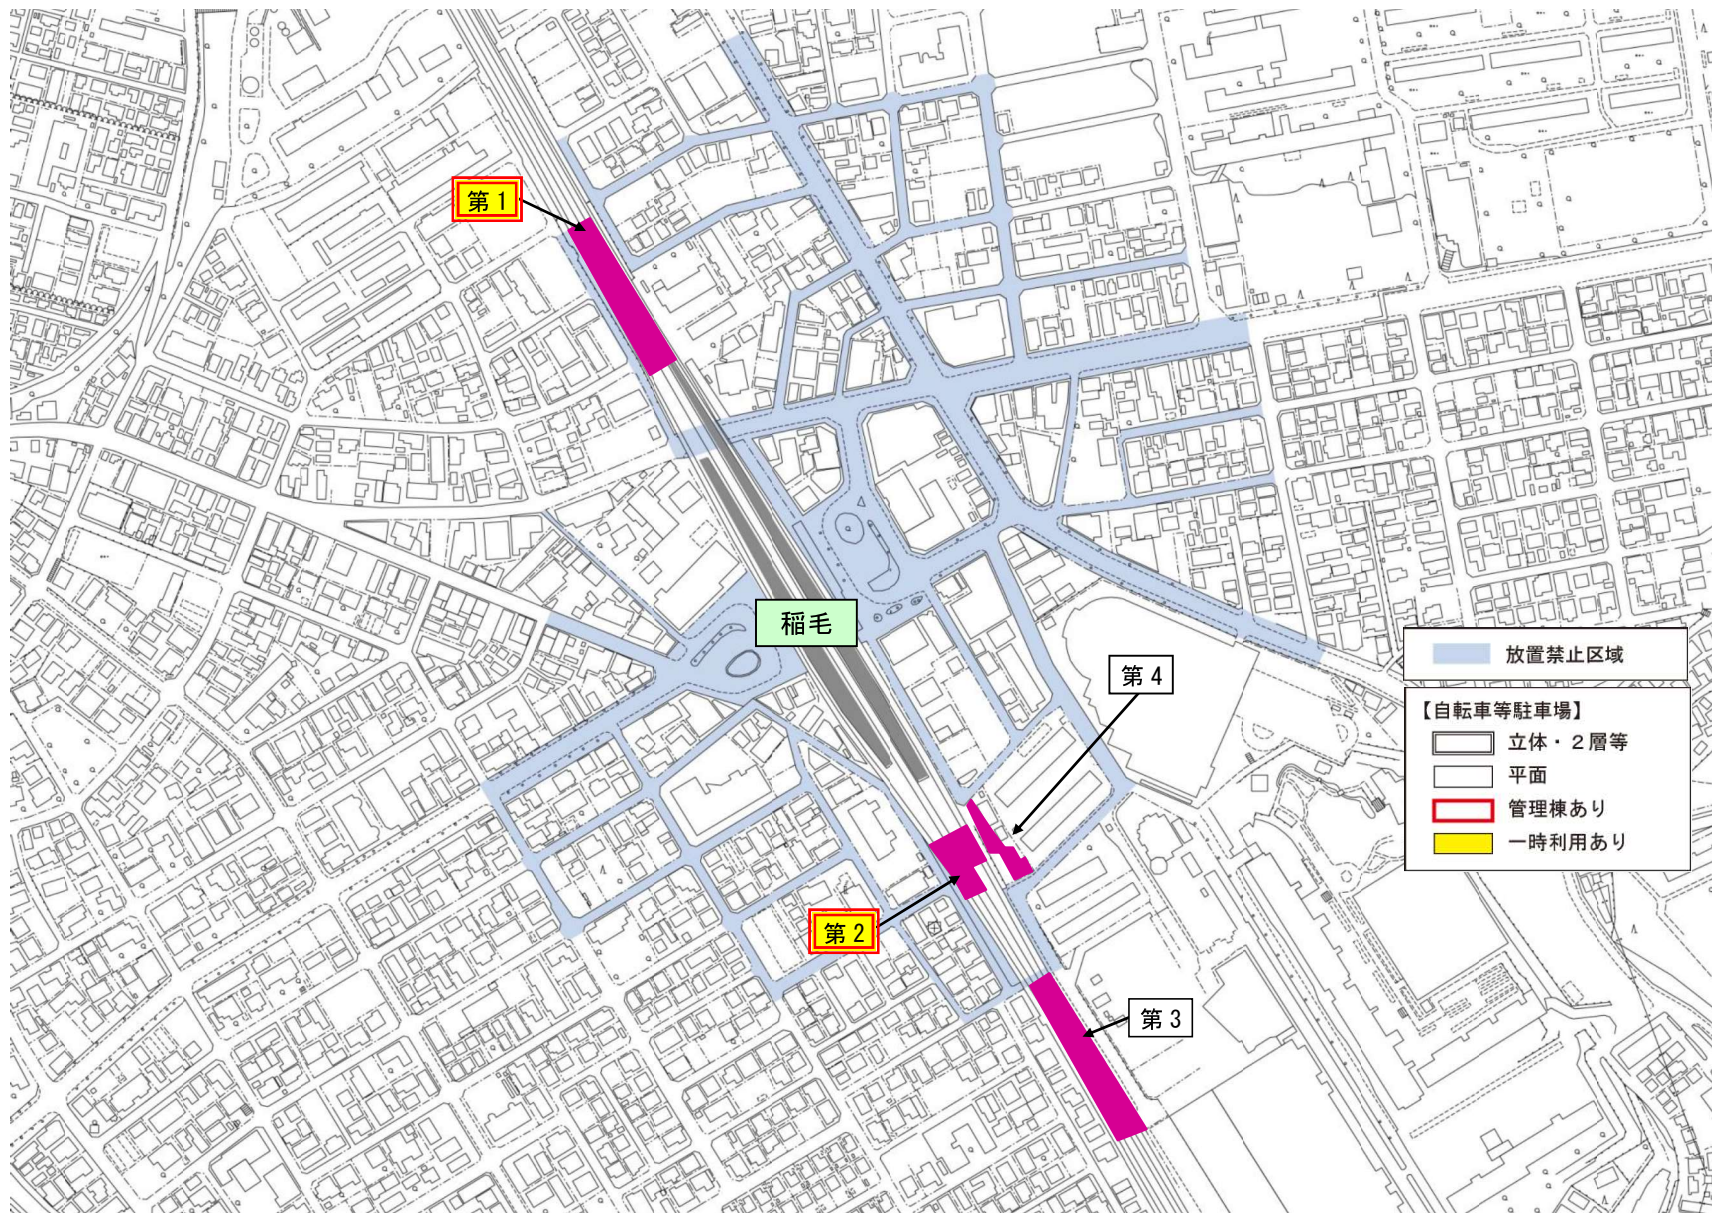 第1
稲毛
第4
第2
第3
放置禁止区域
【自転車等駐車場】
立体・2層等
平面
管理棟あり
一時利用あり